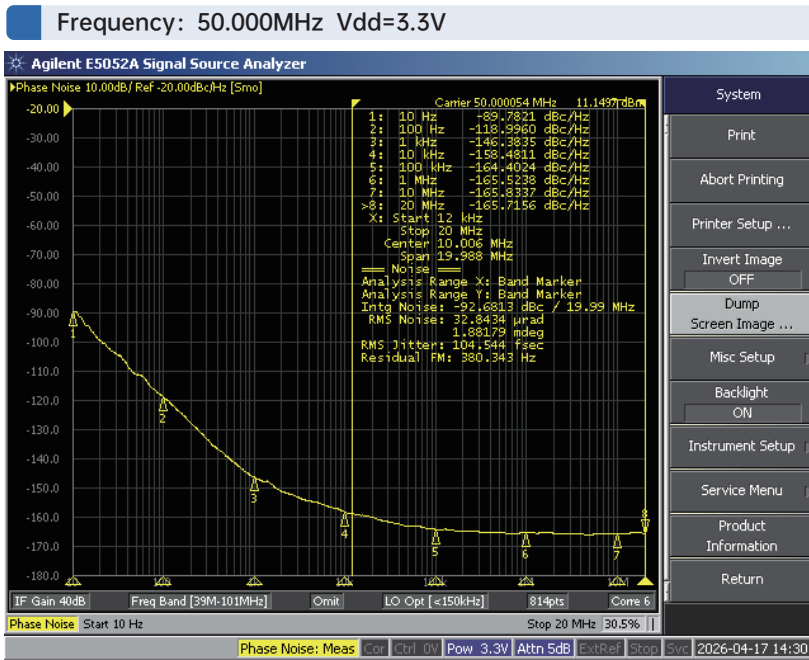 Frequency: 50.000MHz Vdd=3.3V
Agilent E5052A Signal Source Analyzer
Phase Noise 10.00dB/ Ref -20.00dBc/Hz [Smo]
-20.00
-30.00
-40.00
-50.00
-60.00
-70.00
-80.00
-90.00
-100.0
-110.0
-120.0
-130.0
-140.0
-150.0
-160.0
-170.0
-180.0
Carrier 50.000054 MHz 11.1497 dBm
1: 10 Hz -89.7821 dBc/Hz
2: 100 Hz -118.9960 dBc/Hz
3: 1 kHz -146.3835 dBc/Hz
4: 10 kHz -158.4811 dBc/Hz
5: 100 kHz -164.4024 dBc/Hz
6: 1 MHz -165.5238 dBc/Hz
7: 10 MHz -165.8337 dBc/Hz
>8: 20 MHz -165.7156 dBc/Hz
X: Start 12 kHz
Stop 20 MHz
Center 10.006 MHz
Span 19.988 MHz
=== Noise ===
Analysis Range X: Band Marker
Analysis Range Y: Band Marker
Intg Noise: -92.6813 dBc / 19.99 MHz
RMS Noise: 32.8434 µrad
1.88179 mdeg
RMS Jitter: 104.544 fsec
Residual FM: 380.343 Hz
1
2
3
4
5
6
7
8
IF Gain 40dB Freq Band [39M-101MHz] Omit LO Opt [<150kHz] 814pts Corre 6
Phase Noise Start 10 Hz Stop 20 MHz 30.5%
Phase Noise: Meas Cor Ctrl 0V Pow 3.3V Attn 5dB ExtRef Stop Svc 2026-04-17 14:30
System
Print
Abort Printing
Printer Setup ...
Invert Image
OFF
Dump
Screen Image ...
Misc Setup
Backlight
ON
Instrument Setup
Service Menu
Product
Information
Return